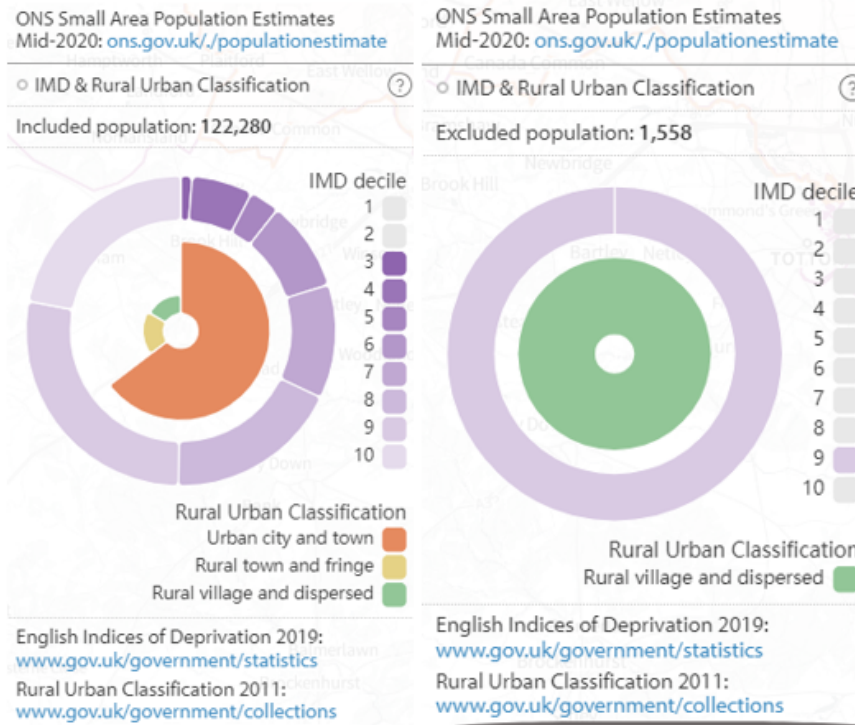 ONS Small Area Population Estimates
Mid-2020: ons.gov.uk/./populationestimate
IMD & Rural Urban Classification ?
Included population: 122,280
IMD decile
1
2
3
4
5
6
7
8
9
10
Rural Urban Classification
Urban city and town
Rural town and fringe
Rural village and dispersed
English Indices of Deprivation 2019:
www.gov.uk/government/statistics
Rural Urban Classification 2011:
www.gov.uk/government/collections
ONS Small Area Population Estimates
Mid-2020: ons.gov.uk/./populationestimate
IMD & Rural Urban Classification ?
Excluded population: 1,558
IMD decile
1
2
3
4
5
6
7
8
9
10
Rural Urban Classification
Rural village and dispersed
English Indices of Deprivation 2019:
www.gov.uk/government/statistics
Rural Urban Classification 2011:
www.gov.uk/government/collections